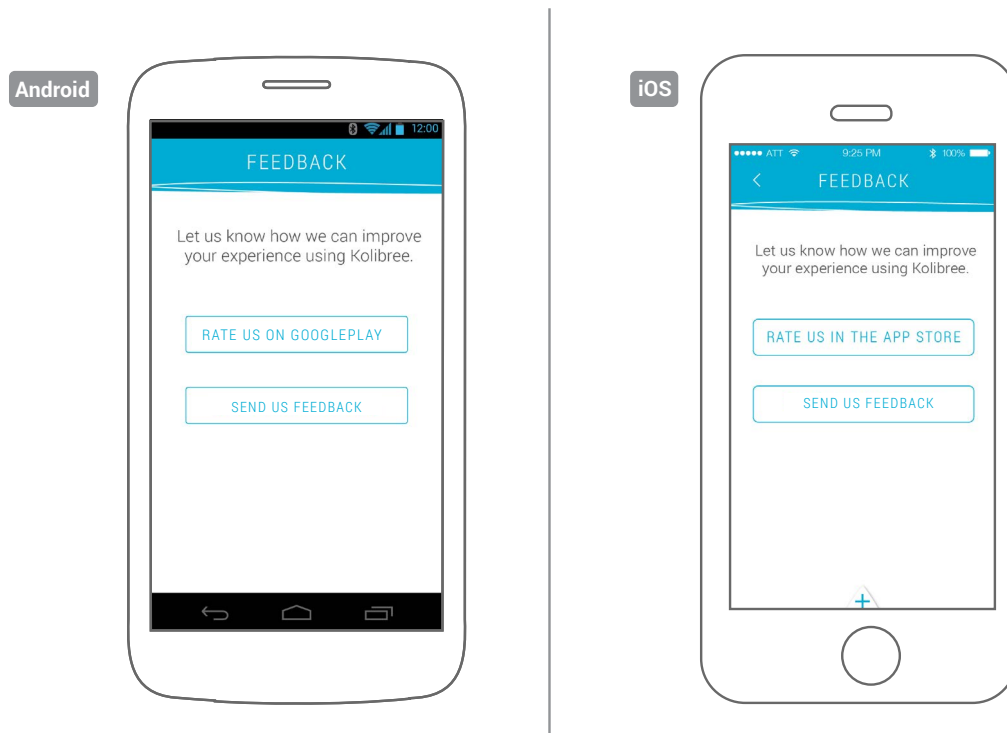 Android
12:00
FEEDBACK
Let us know how we can improve
your experience using Kolibree.
RATE US ON GOOGLEPLAY
SEND US FEEDBACK
iOS
ATT 9:25 PM 100%
FEEDBACK
Let us know how we can improve
your experience using Kolibree.
RATE US IN THE APP STORE
SEND US FEEDBACK
+